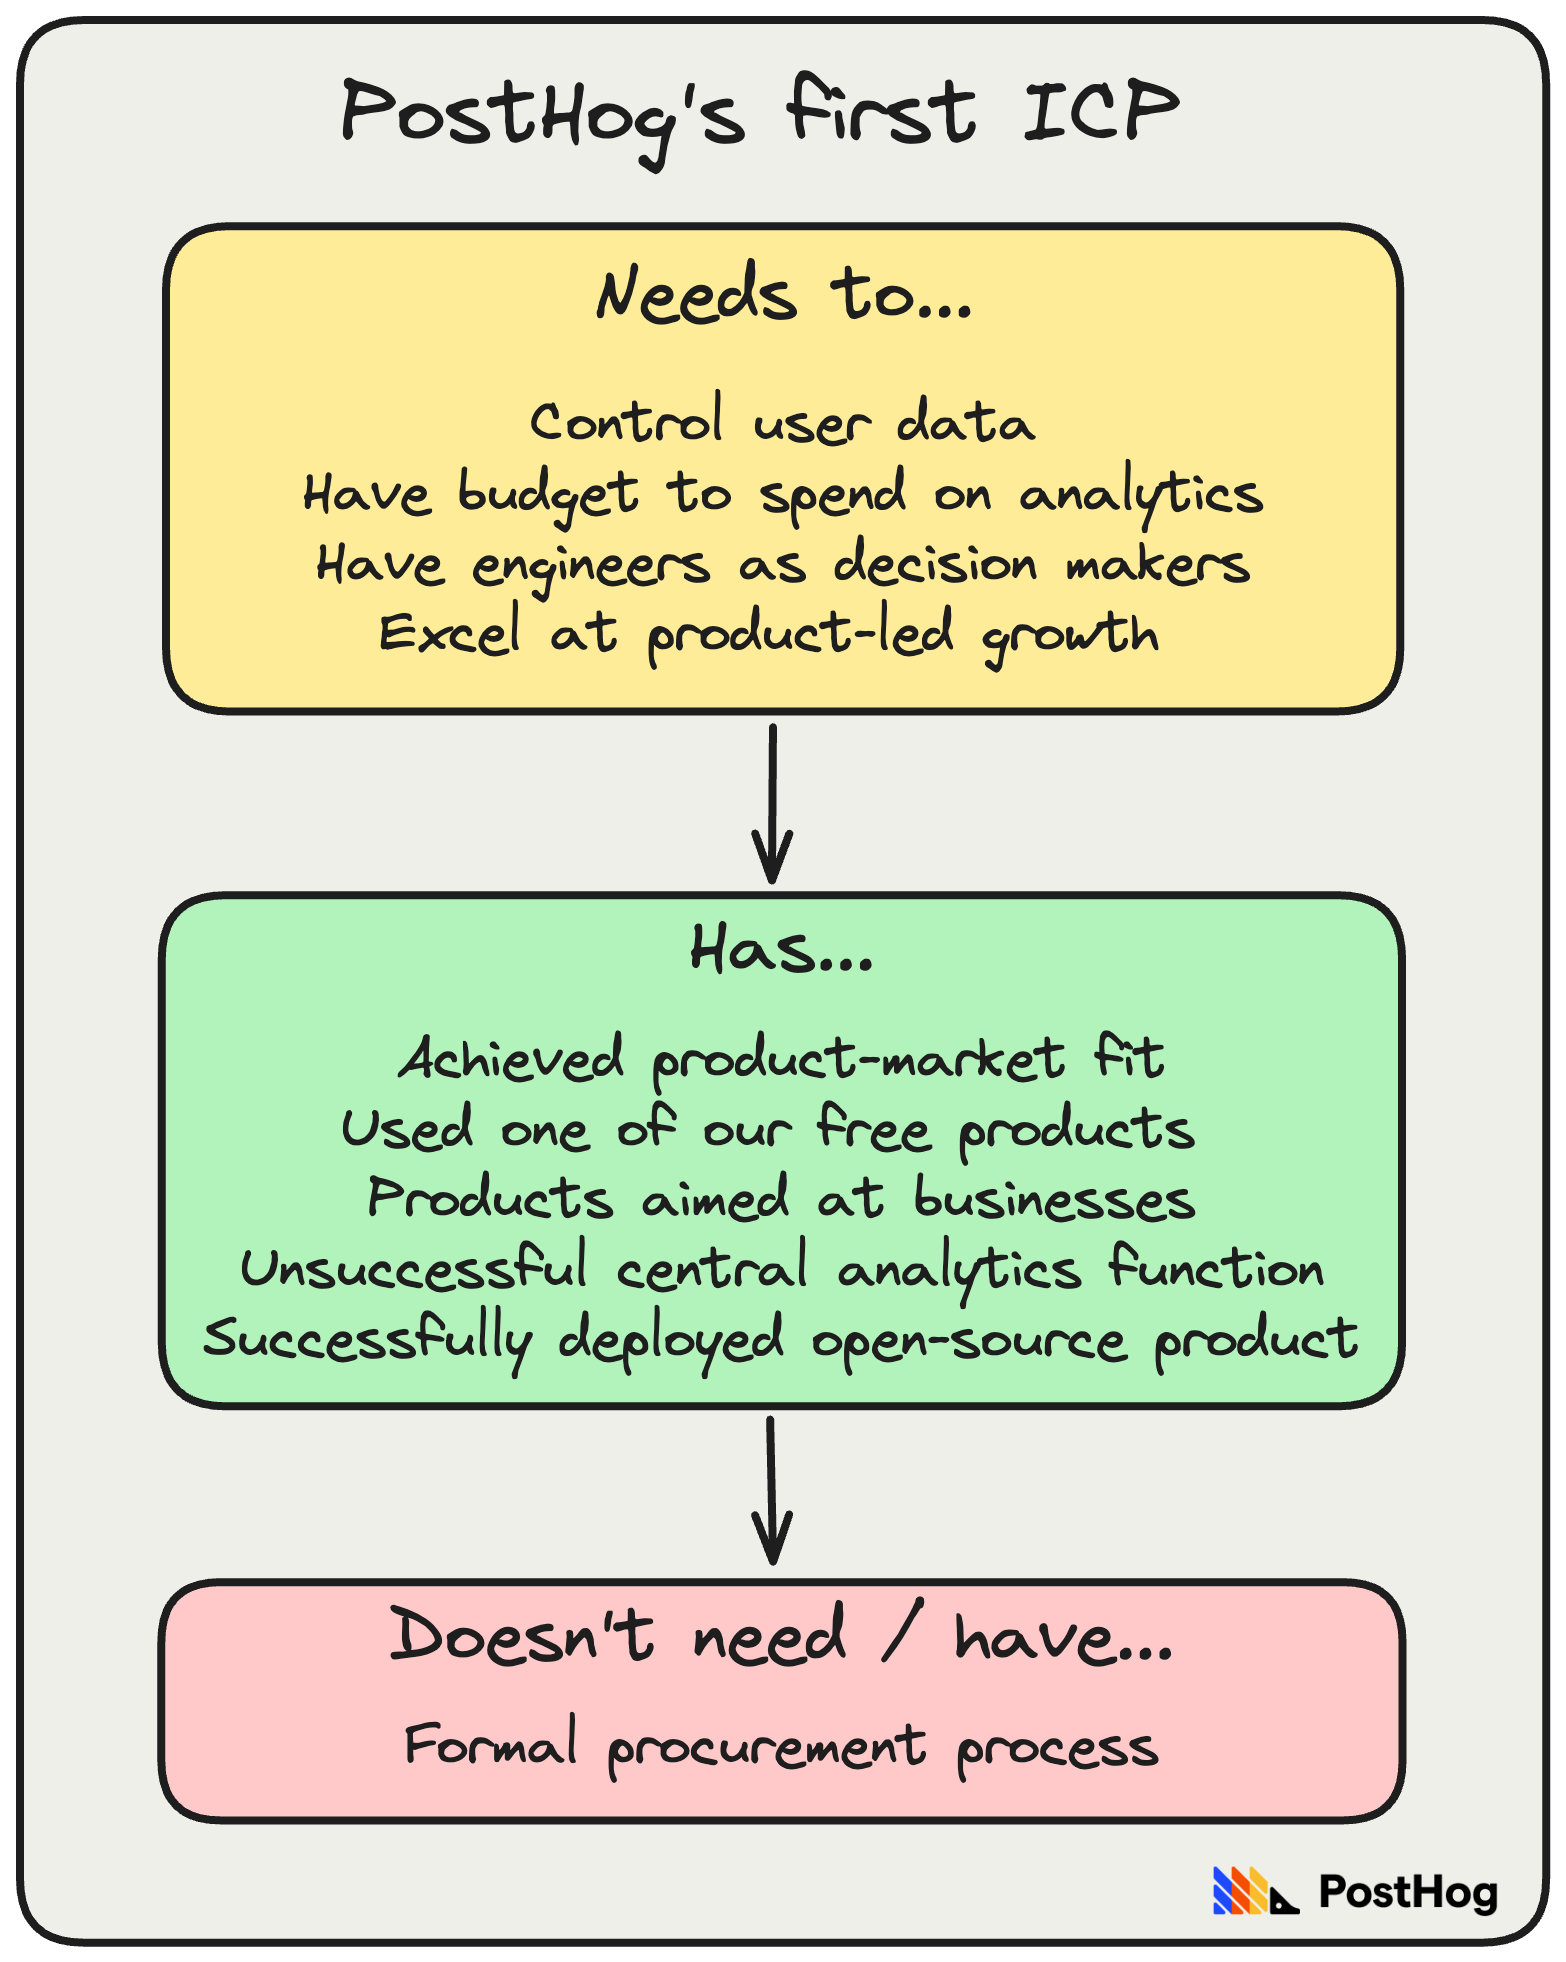 PostHog's first ICP
Needs to...
Control user data
Have budget to spend on analytics
Have engineers as decision makers
Excel at product-led growth
Has...
Achieved product-market fit
Used one of our free products
Products aimed at businesses
Unsuccessful central analytics function
Successfully deployed open-source product
Doesn't need / have...
Formal procurement process
PostHog